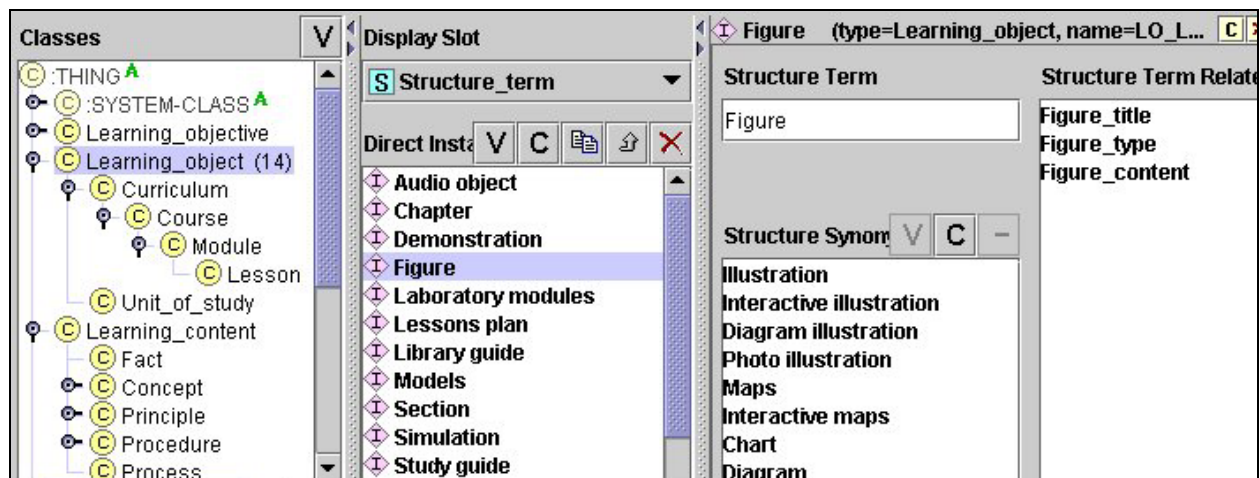 Classes
V
C :THING A
C :SYSTEM-CLASS A
C Learning_objective
C Learning_object (14)
C Curriculum
C Course
C Module
C Lesson
C Unit_of_study
C Learning_content
C Fact
C Concept
C Principle
C Procedure
C Process
Display Slot
S Structure_term
Direct Insta V C
I Audio object
I Chapter
I Demonstration
I Figure
I Laboratory modules
I Lessons plan
I Library guide
I Models
I Section
I Simulation
I Study guide
I Figure (type=Learning_object, name=LO_L... C
Structure Term
Figure
Structure Synon V C −
Illustration
Interactive illustration
Diagram illustration
Photo illustration
Maps
Interactive maps
Chart
Diagram
Structure Term Relate
Figure_title
Figure_type
Figure_content